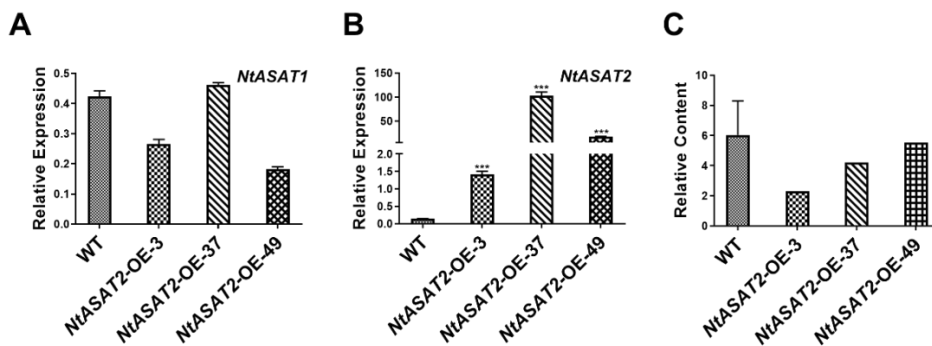 A
Relative Expression
0.5
0.4
0.3
0.2
0.1
0.0
NtASAT1
WT
NtASAT2-OE-3
NtASAT2-OE-37
NtASAT2-OE-49
B
Relative Expression
150
100
50
2.0
1.5
1.0
0.5
0.0
NtASAT2
***
***
***
WT
NtASAT2-OE-3
NtASAT2-OE-37
NtASAT2-OE-49
C
Relative Content
10
8
6
4
2
0
WT
NtASAT2-OE-3
NtASAT2-OE-37
NtASAT2-OE-49